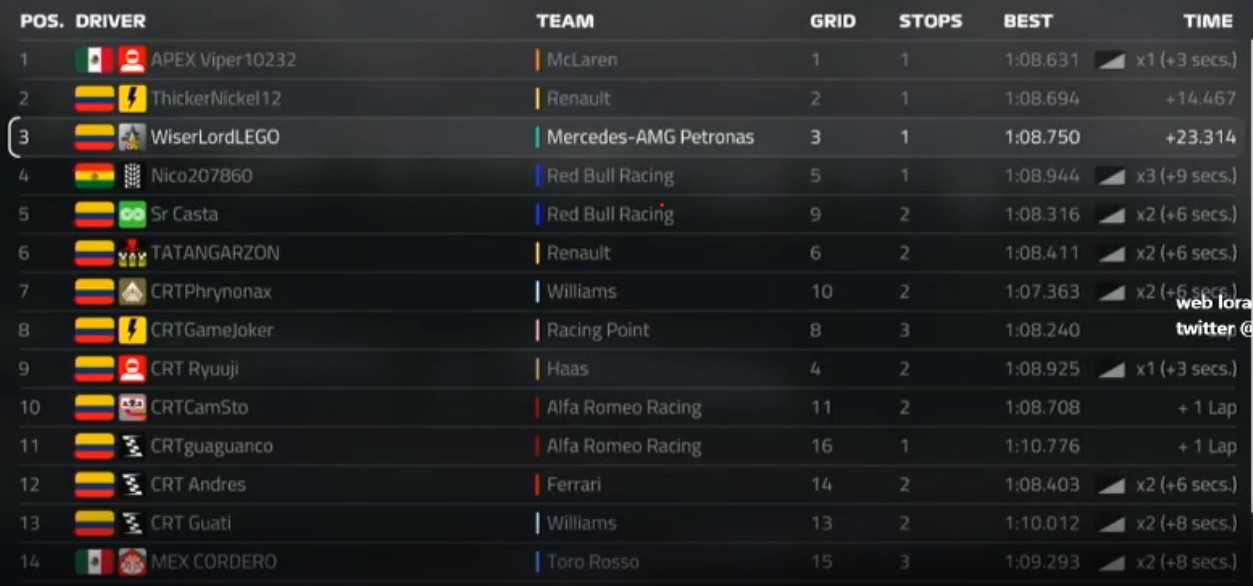 POS. DRIVER TEAM GRID STOPS BEST TIME
1 APEX Viper10232 McLaren 1 1 1:08.631 x1 (+3 secs.)
2 ThickerNickel12 Renault 2 1 1:08.694 +14.467
3 WiserLordLEGO Mercedes-AMG Petronas 3 1 1:08.750 +23.314
4 Nico207860 Red Bull Racing 5 1 1:08.944 x3 (+9 secs.)
5 Sr Casta Red Bull Racing 9 2 1:08.316 x2 (+6 secs.)
6 TATANGARZON Renault 6 2 1:08.411 x2 (+6 secs.)
7 CRTPhrynonax Williams 10 2 1:07.363 x2 (+6 secs.)
web lora
8 CRTGameJoker Racing Point 8 3 1:08.240
twitter @
9 CRT Ryuuji Haas 4 2 1:08.925 x1 (+3 secs.)
10 CRTCamSto Alfa Romeo Racing 11 2 1:08.708 + 1 Lap
11 CRTguaguanco Alfa Romeo Racing 16 1 1:10.776 + 1 Lap
12 CRT Andres Ferrari 14 2 1:08.403 x2 (+6 secs.)
13 CRT Guati Williams 13 2 1:10.012 x2 (+8 secs.)
14 MEX CORDERO Toro Rosso 15 3 1:09.293 x2 (+8 secs.)